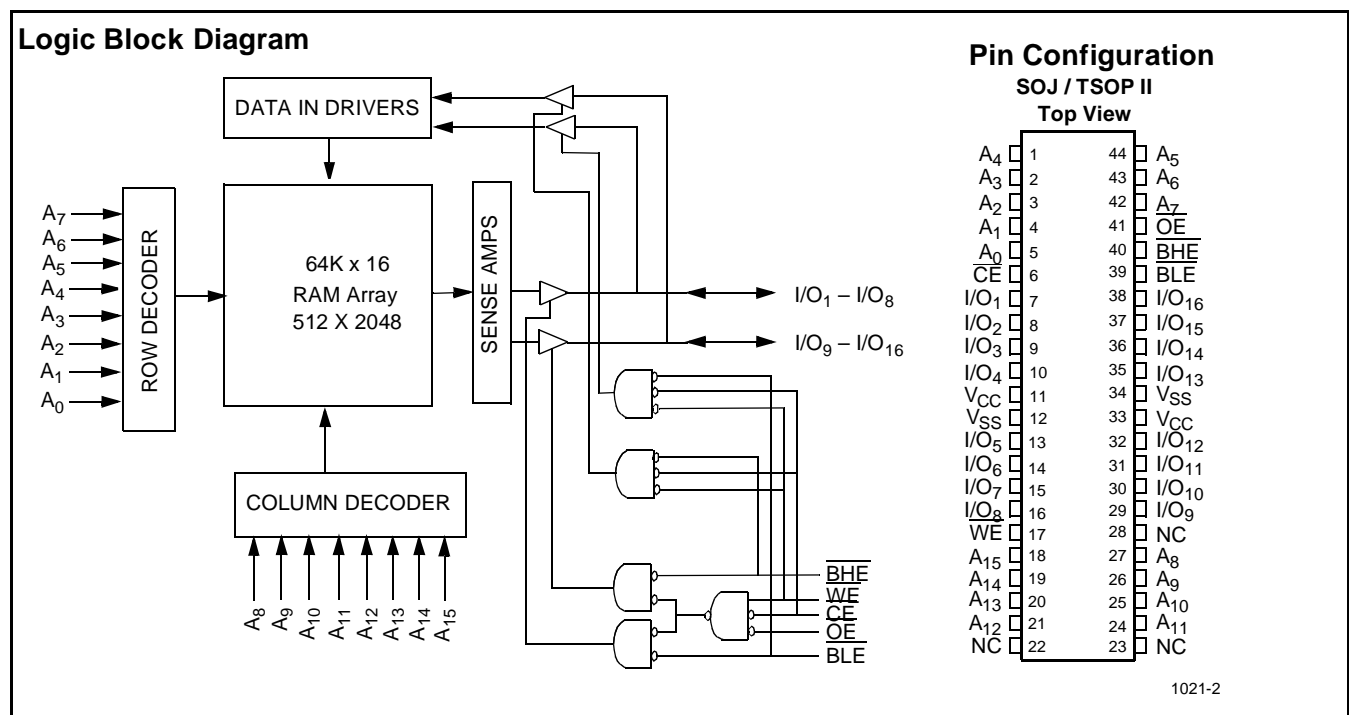 Logic Block Diagram
DATA IN DRIVERS
A7
A6
A5
A4
A3
A2
A1
A0
ROW DECODER
64K x 16
RAM Array
512 X 2048
SENSE AMPS
I/O1 – I/O8
I/O9 – I/O16
COLUMN DECODER
A8
A9
A10
A11
A12
A13
A14
A15
BHE
WE
CE
OE
BLE
Pin Configuration
SOJ / TSOP II
Top View
A4 1 44 A5
A3 2 43 A6
A2 3 42 A7
A1 4 41 OE
A0 5 40 BHE
CE 6 39 BLE
I/O1 7 38 I/O16
I/O2 8 37 I/O15
I/O3 9 36 I/O14
I/O4 10 35 I/O13
VCC 11 34 VSS
VSS 12 33 VCC
I/O5 13 32 I/O12
I/O6 14 31 I/O11
I/O7 15 30 I/O10
I/O8 16 29 I/O9
WE 17 28 NC
A15 18 27 A8
A14 19 26 A9
A13 20 25 A10
A12 21 24 A11
NC 22 23 NC
1021-2